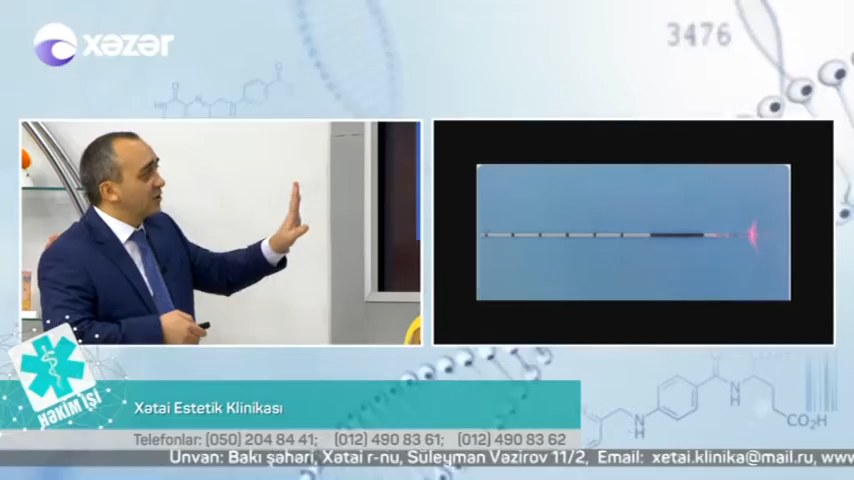 xəzər
3476
Xətai Estetik Klinikası
HƏKİM İŞİ
Telefonlar: (050) 204 84 41; (012) 490 83 61; (012) 490 83 62
Ünvan: Bakı şəhəri, Xətai r-nu, Süleyman Vəzirov 11/2, Email: xetai.klinika@mail.ru, www
N
H
NH
O
CO₂H